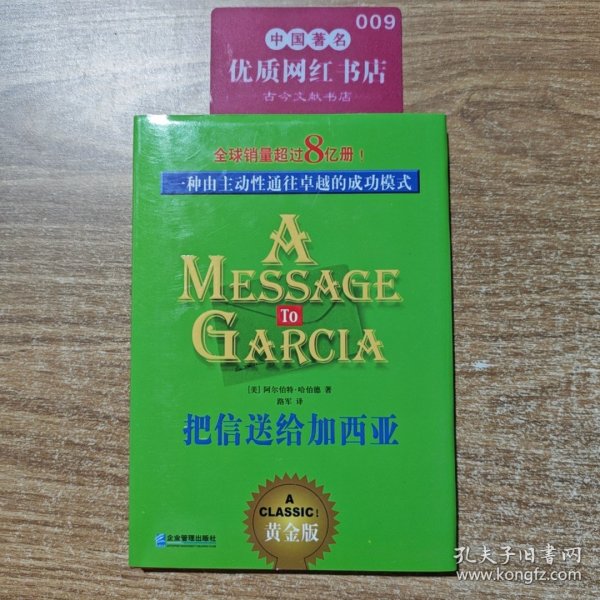 009
中国著名
优质网红书店
古今文献书店
全球销量超过8亿册！
一种由主动性通往卓越的成功模式
A
MESSAGE
To
GARCIA
[美] 阿尔伯特·哈伯德 著
路军 译
把信送给加西亚
A
CLASSIC!
黄金版
企业管理出版社
孔夫子旧书网
www.kongfz.com